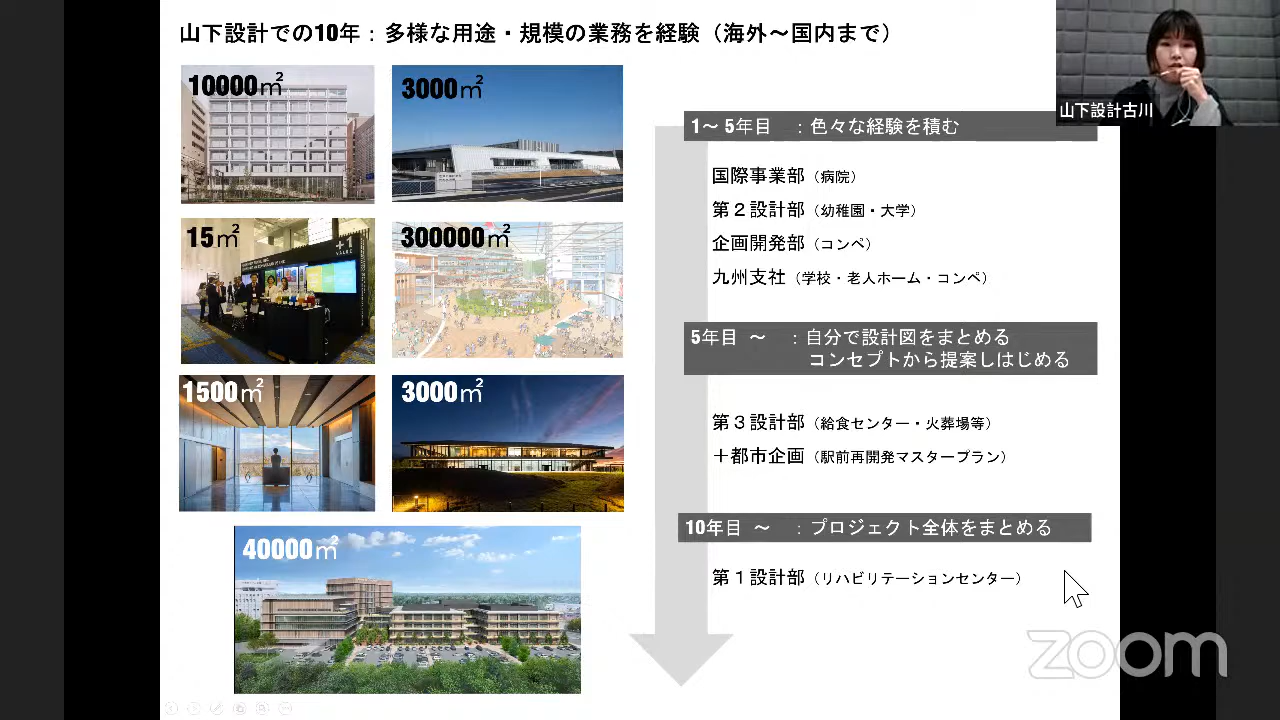 山下設計での10年：多様な用途・規模の業務を経験（海外～国内まで）
10000㎡
3000㎡
15㎡
300000㎡
1500㎡
3000㎡
40000㎡
1～5年目　：色々な経験を積む
国際事業部（病院）
第２設計部（幼稚園・大学）
企画開発部（コンペ）
九州支社（学校・老人ホーム・コンペ）
5年目 ～　：自分で設計図をまとめる
コンセプトから提案しはじめる
第３設計部（給食センター・火葬場等）
＋都市企画（駅前再開発マスタープラン）
10年目 ～　：プロジェクト全体をまとめる
第１設計部（リハビリテーションセンター）
山下設計古川
zoom